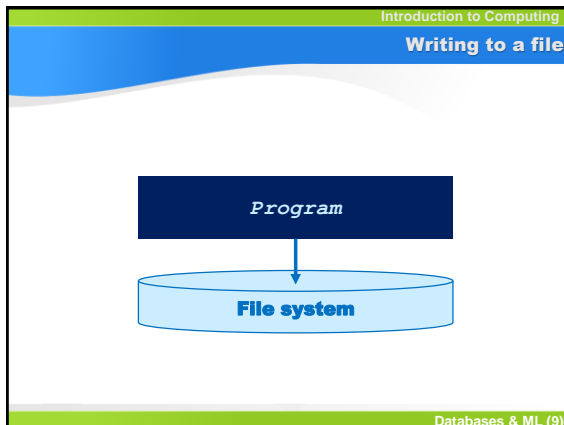 Introduction to Computing
Writing to a file
Program
File system
Databases & ML (9)